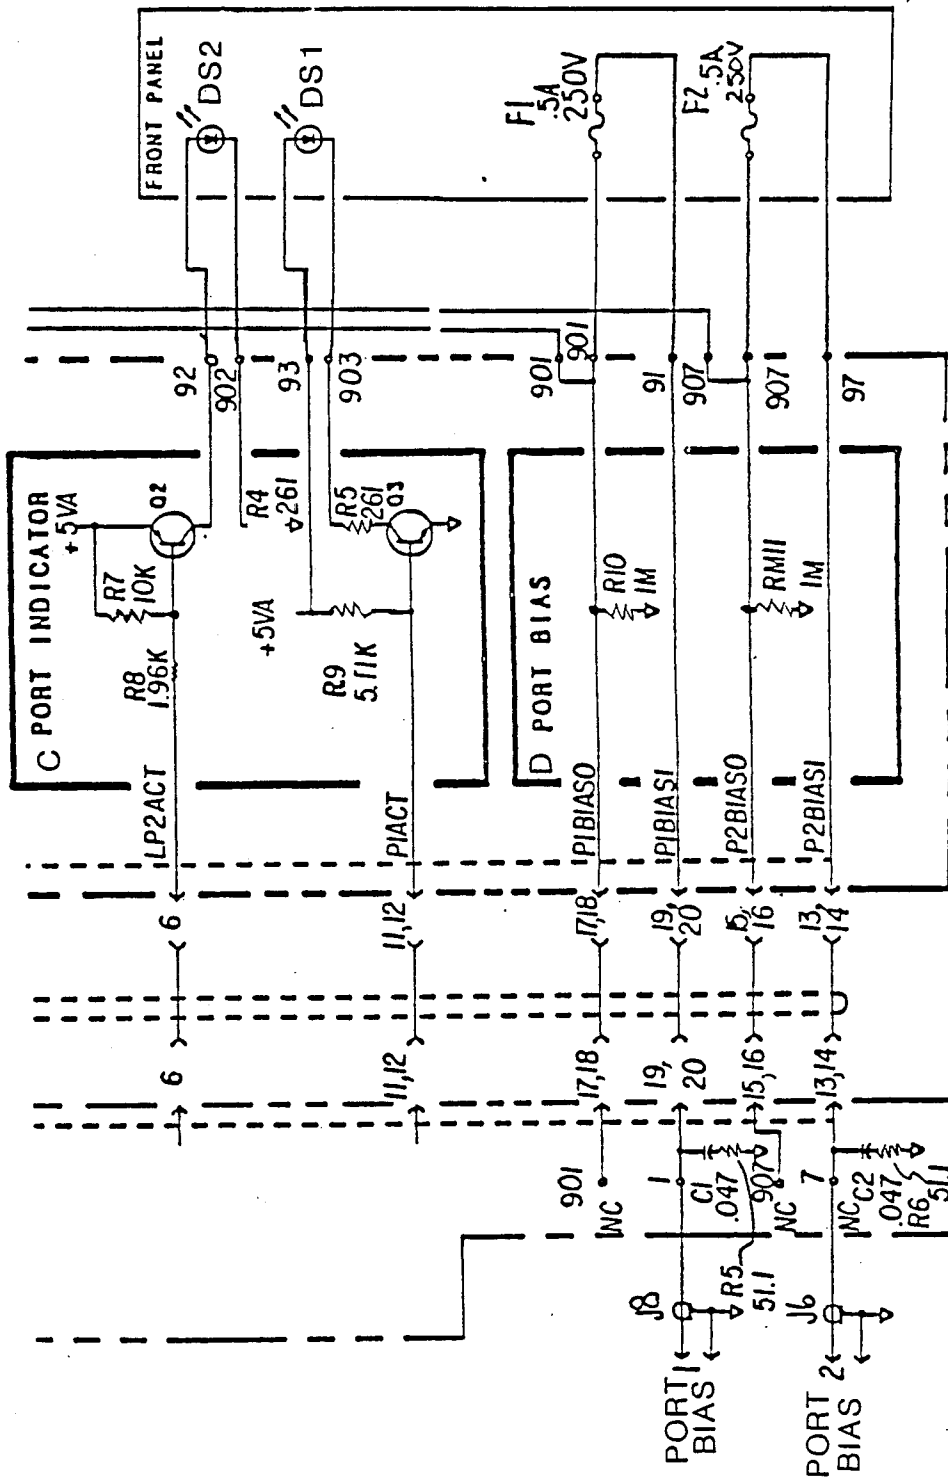 FRONT PANEL
DS2
DS1
F1
.5A
250V
F2
.5A
250V
92
902
93
903
901
901
91
907
907
97
C PORT INDICATOR
+5VA
R7
10K
Q2
R8
1.96K
R4
261
+5VA
R5
261
Q3
R9
5.11K
D PORT BIAS
R10
1M
RM11
1M
LP2ACT
P1ACT
P1BIAS0
P1BIAS1
P2BIAS0
P2BIAS1
6
11,12
17,18
19,
20
15,
16
13,
14
6
11,12
17,18
19,
20
15,16
13,14
901
NC
1
C1
.047
907
NC
7
NC
C2
.047
R6
51.1
R5
51.1
J8
J6
PORT 1
BIAS
PORT 2
BIAS